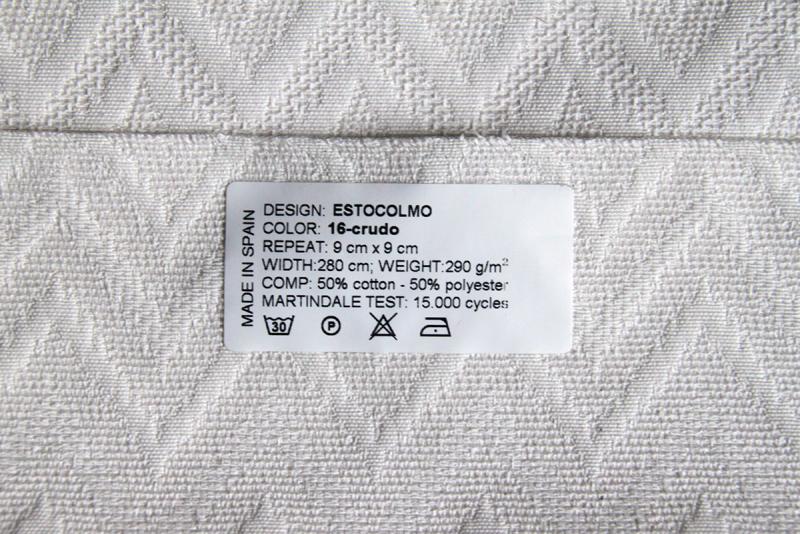 MADE IN SPAIN
DESIGN: ESTOCOLMO
COLOR: 16-crudo
REPEAT: 9 cm x 9 cm
WIDTH:280 cm; WEIGHT:290 g/m²
COMP: 50% cotton - 50% polyester
MARTINDALE TEST: 15.000 cycles
30 P